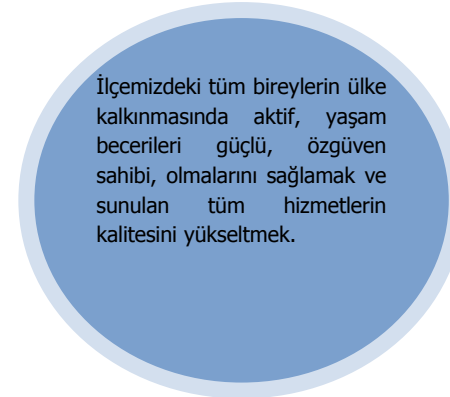 İlçemizdeki tüm bireylerin ülke
kalkınmasında aktif, yaşam
becerileri güçlü, özgüven
sahibi, olmalarını sağlamak ve
sunulan tüm hizmetlerin
kalitesini yükseltmek.